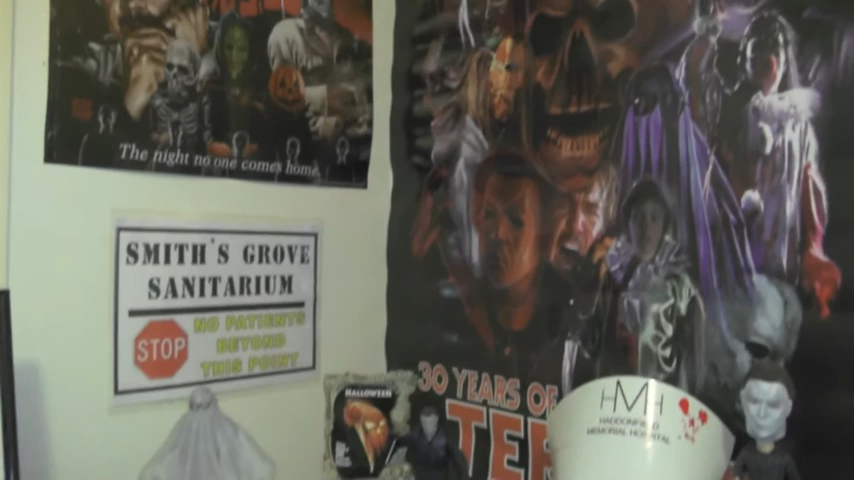 The night no one comes home.
SMITH'S GROVE
SANITARIUM
STOP
NO PATIENTS
BEYOND
THIS POINT
HALLOWEEN
30 YEARS OF
TER
HMH
HADDONFIELD
MEMORIAL HOSPITAL